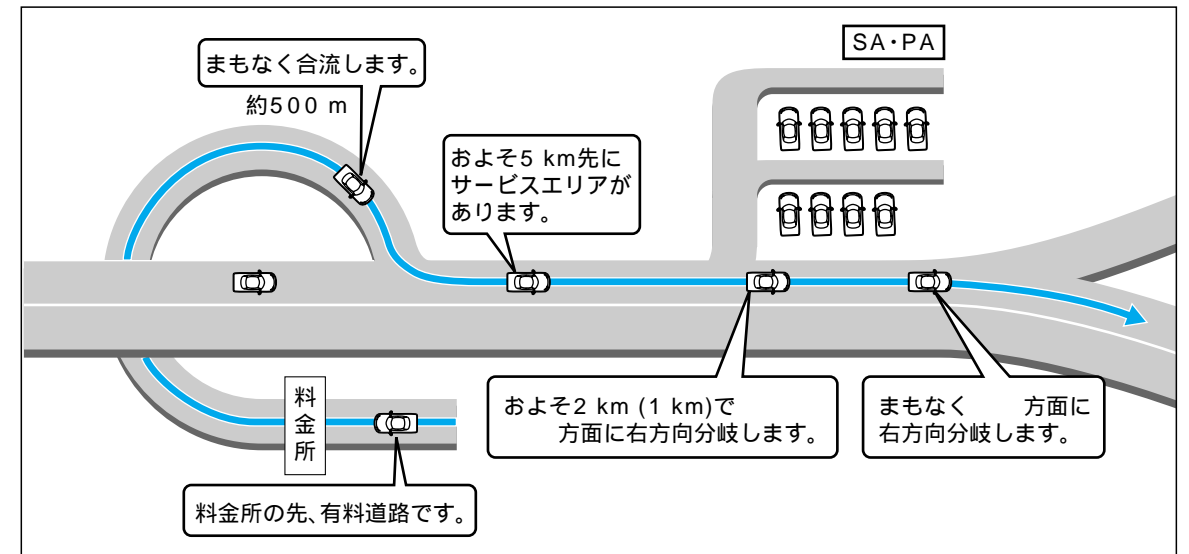 SA・PA
まもなく合流します。
約500 m
およそ5 km先に
サービスエリアが
あります。
およそ2 km (1 km)で
方面に右方向分岐します。
まもなく　　方面に
右方向分岐します。
料金所
料金所の先、有料道路です。